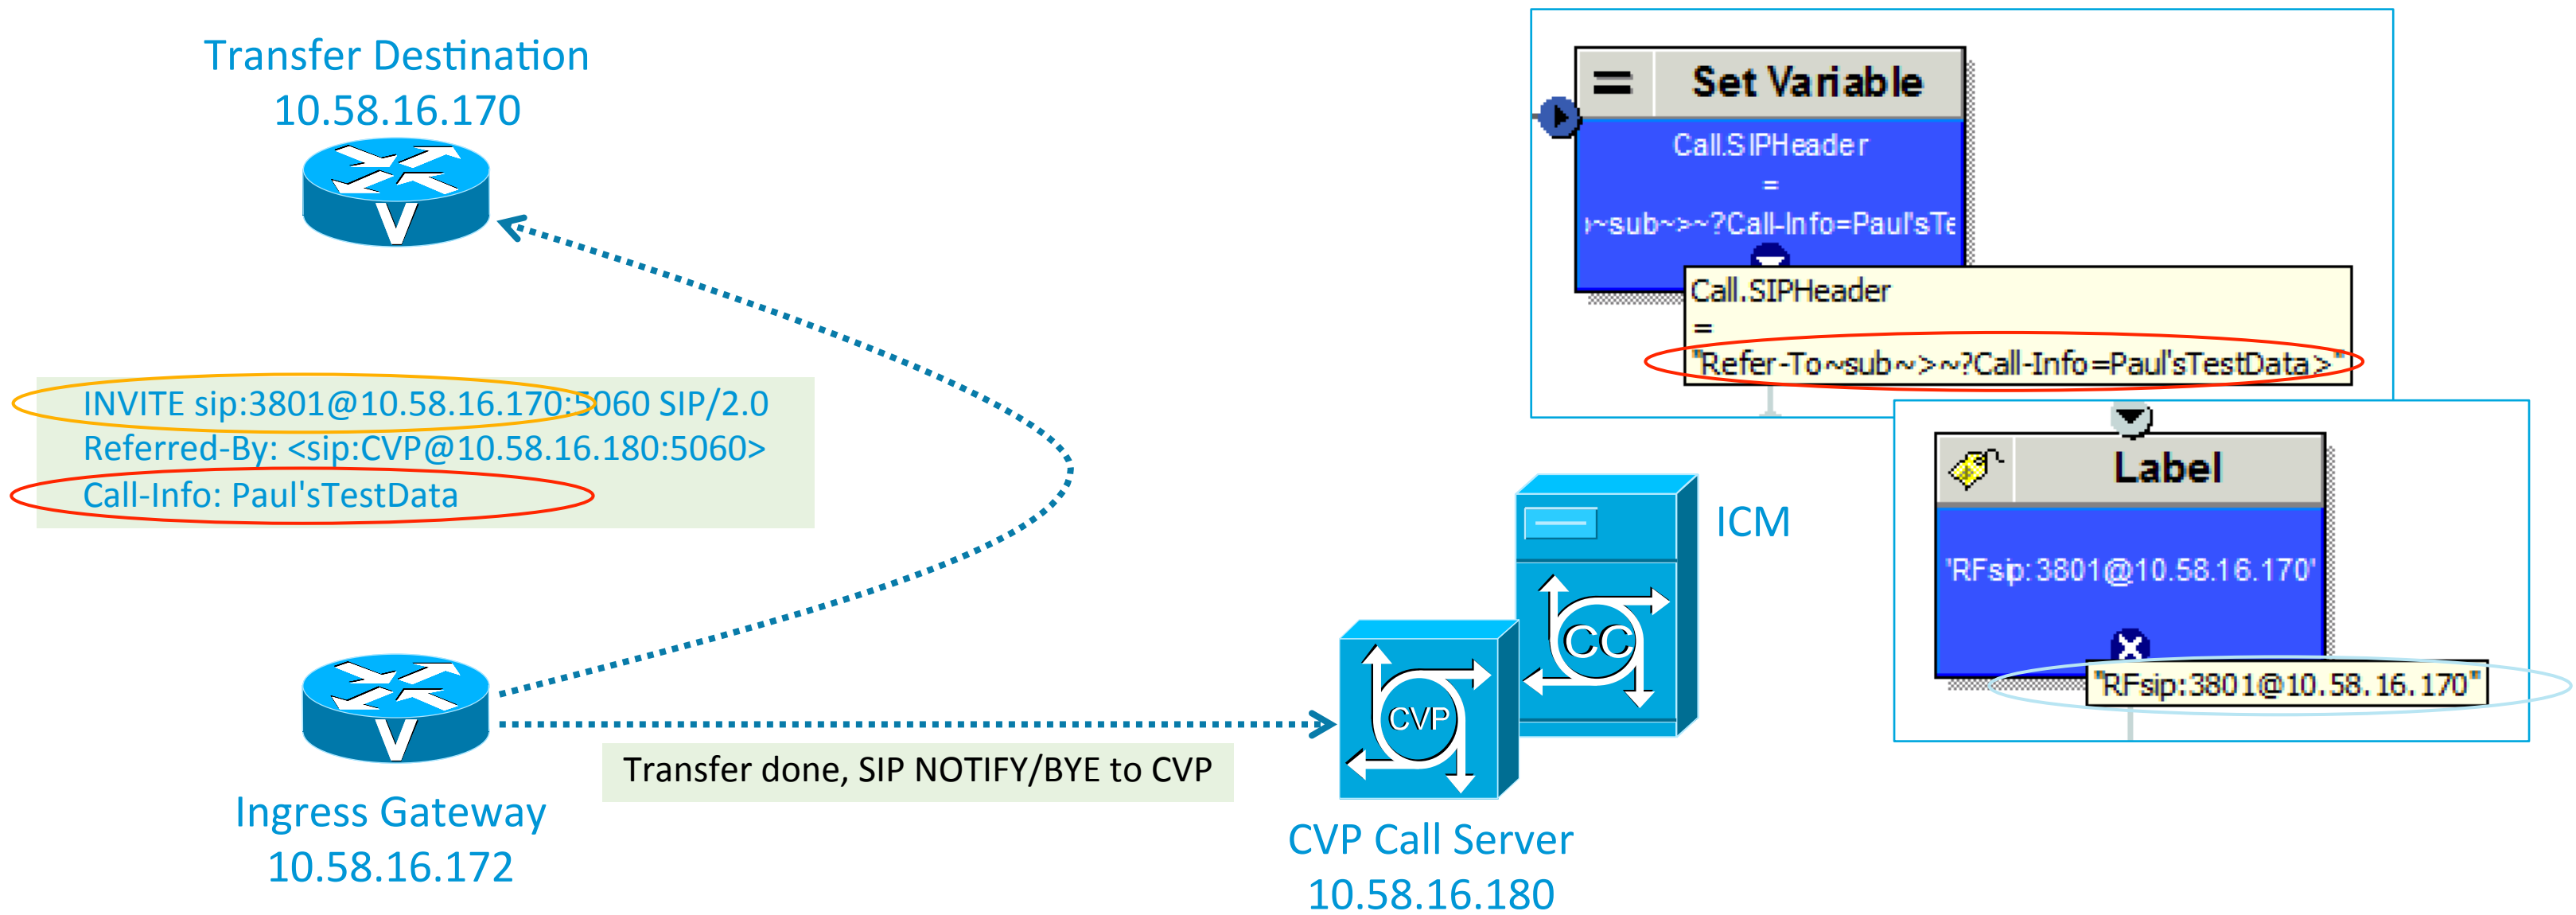 Transfer Destination
10.58.16.170
V
INVITE sip:3801@10.58.16.170:5060 SIP/2.0
Referred-By: <sip:CVP@10.58.16.180:5060>
Call-Info: Paul'sTestData
V
Ingress Gateway
10.58.16.172
Transfer done, SIP NOTIFY/BYE to CVP
CVP
CC
ICM
CVP Call Server
10.58.16.180
= Set Variable
Call.SIPHeader
=
~sub~>~?Call-Info=Paul'sTe
Call.SIPHeader
=
"Refer-To~sub~>~?Call-Info=Paul'sTestData>"
Label
"RFsip:3801@10.58.16.170"
"RFsip:3801@10.58.16.170"